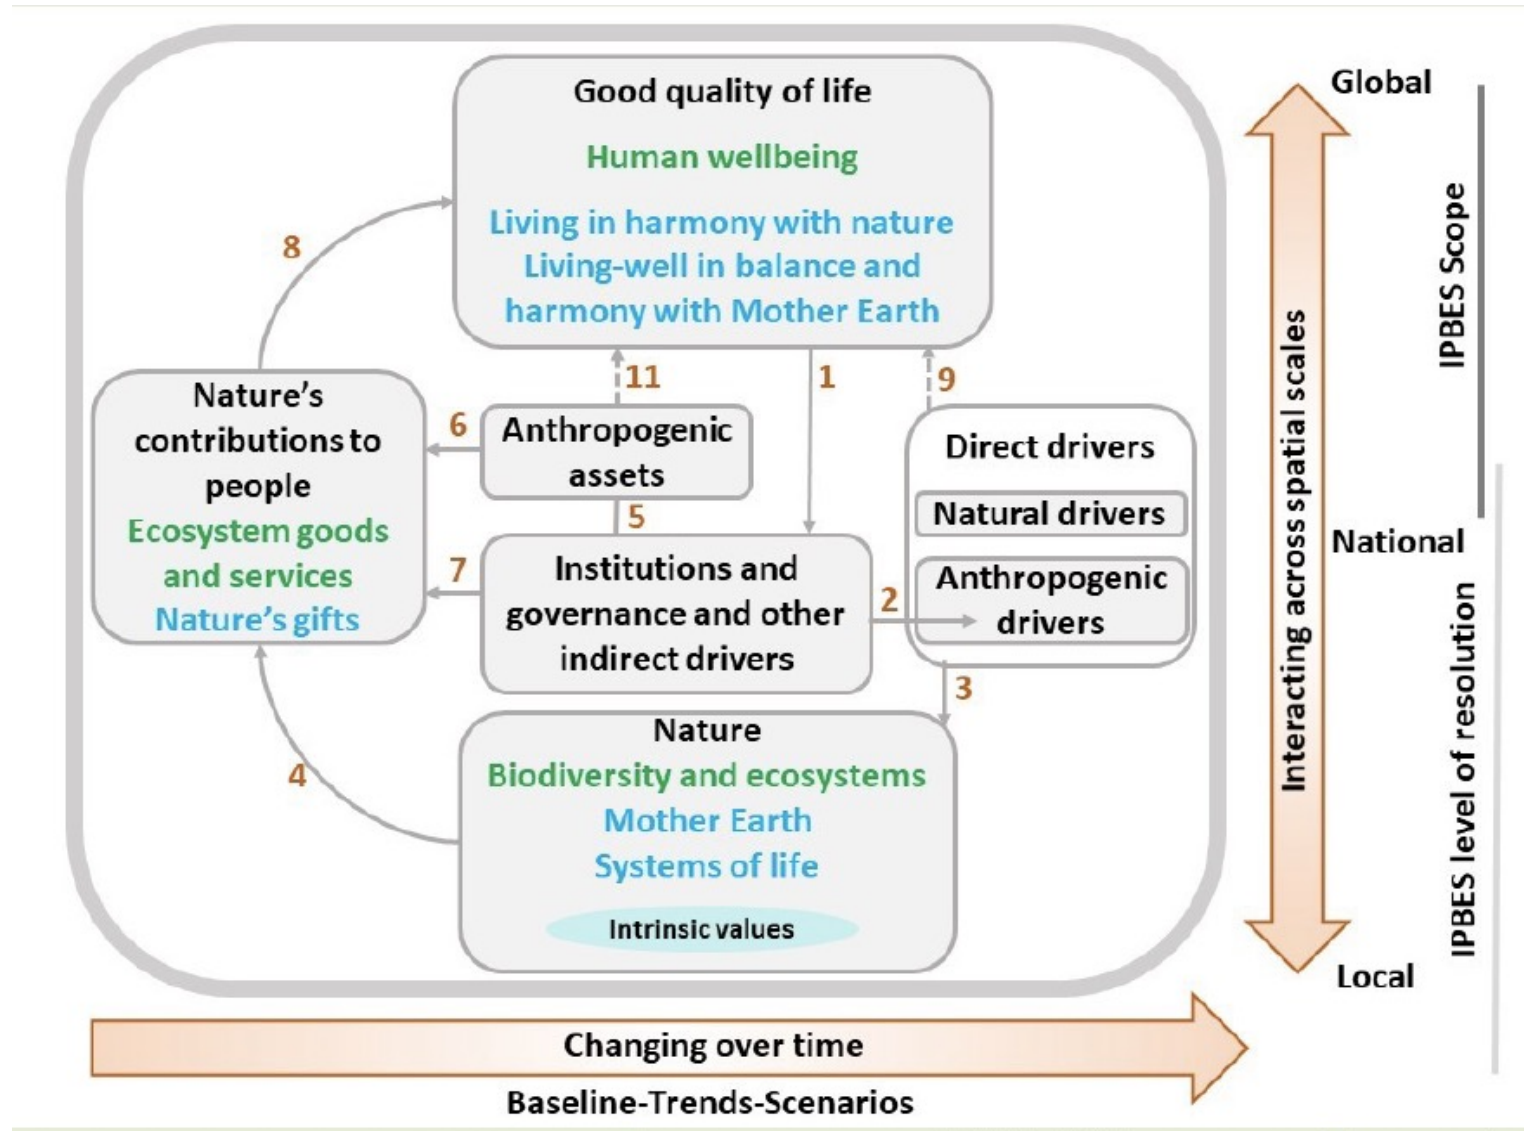 Good quality of life
Human wellbeing
Living in harmony with nature
Living-well in balance and
harmony with Mother Earth
8
11
1
9
Nature's
contributions to
people
Ecosystem goods
and services
Nature's gifts
6
Anthropogenic
assets
5
7
Institutions and
governance and other
indirect drivers
2
Direct drivers
Natural drivers
Anthropogenic
drivers
3
4
Nature
Biodiversity and ecosystems
Mother Earth
Systems of life
Intrinsic values
Interacting across spatial scales
Global
National
Local
IPBES Scope
IPBES level of resolution
Changing over time
Baseline-Trends-Scenarios